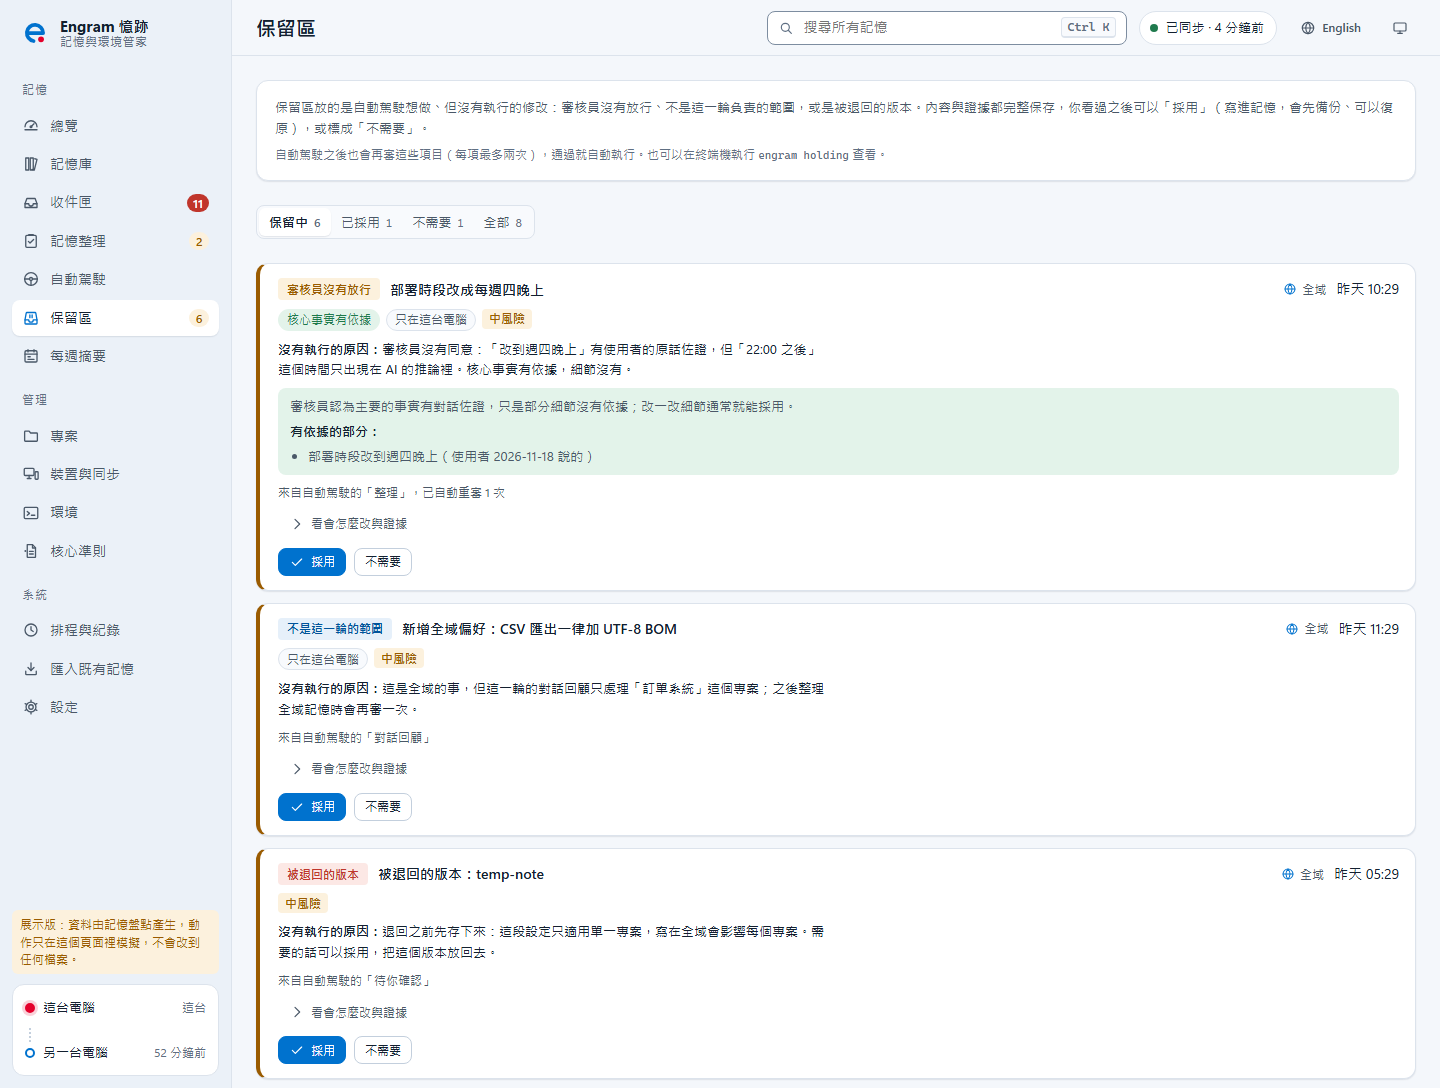 Engram 憶跡
記憶與環境管家
記憶
總覽
記憶庫
收件匣 11
記憶整理 2
自動駕駛
保留區 6
每週摘要
管理
專案
裝置與同步
環境
核心準則
系統
排程與紀錄
匯入既有記憶
設定
展示版：資料由記憶盤點產生，動
作只在這個頁面裡模擬，不會改到
任何檔案。
這台電腦 這台
另一台電腦 52 分鐘前
保留區
搜尋所有記憶 Ctrl K
已同步 · 4 分鐘前
English
保留區放的是自動駕駛想做、但沒有執行的修改：審核員沒有放行、不是這一輪負責的範圍，或是被退回的版本。內容與證據都完整保存，你看過之後可以「採用」（寫進記憶，會先備份、可以復
原），或標成「不需要」。
自動駕駛之後也會再審這些項目（每項最多兩次），通過就自動執行。也可以在終端機執行 engram holding 查看。
保留中 6 已採用 1 不需要 1 全部 8
審核員沒有放行 部署時段改成每週四晚上 全域 昨天 10:29
核心事實有依據 只在這台電腦 中風險
沒有執行的原因：審核員沒有同意：「改到週四晚上」有使用者的原話佐證，但「22:00 之後」
這個時間只出現在 AI 的推論裡。核心事實有依據，細節沒有。
審核員認為主要的事實有對話佐證，只是部分細節沒有依據；改一改細節通常就能採用。
有依據的部分：
• 部署時段改到週四晚上（使用者 2026-11-18 說的）
來自自動駕駛的「整理」，已自動重審 1 次
看會怎麼改與證據
採用 不需要
不是這一輪的範圍 新增全域偏好：CSV 匯出一律加 UTF-8 BOM 全域 昨天 11:29
只在這台電腦 中風險
沒有執行的原因：這是全域的事，但這一輪的對話回顧只處理「訂單系統」這個專案；之後整理
全域記憶時會再審一次。
來自自動駕駛的「對話回顧」
看會怎麼改與證據
採用 不需要
被退回的版本 被退回的版本：temp-note 全域 昨天 05:29
中風險
沒有執行的原因：退回之前先存下來：這段設定只適用單一專案，寫在全域會影響每個專案。需
要的話可以採用，把這個版本放回去。
來自自動駕駛的「待你確認」
看會怎麼改與證據
採用 不需要